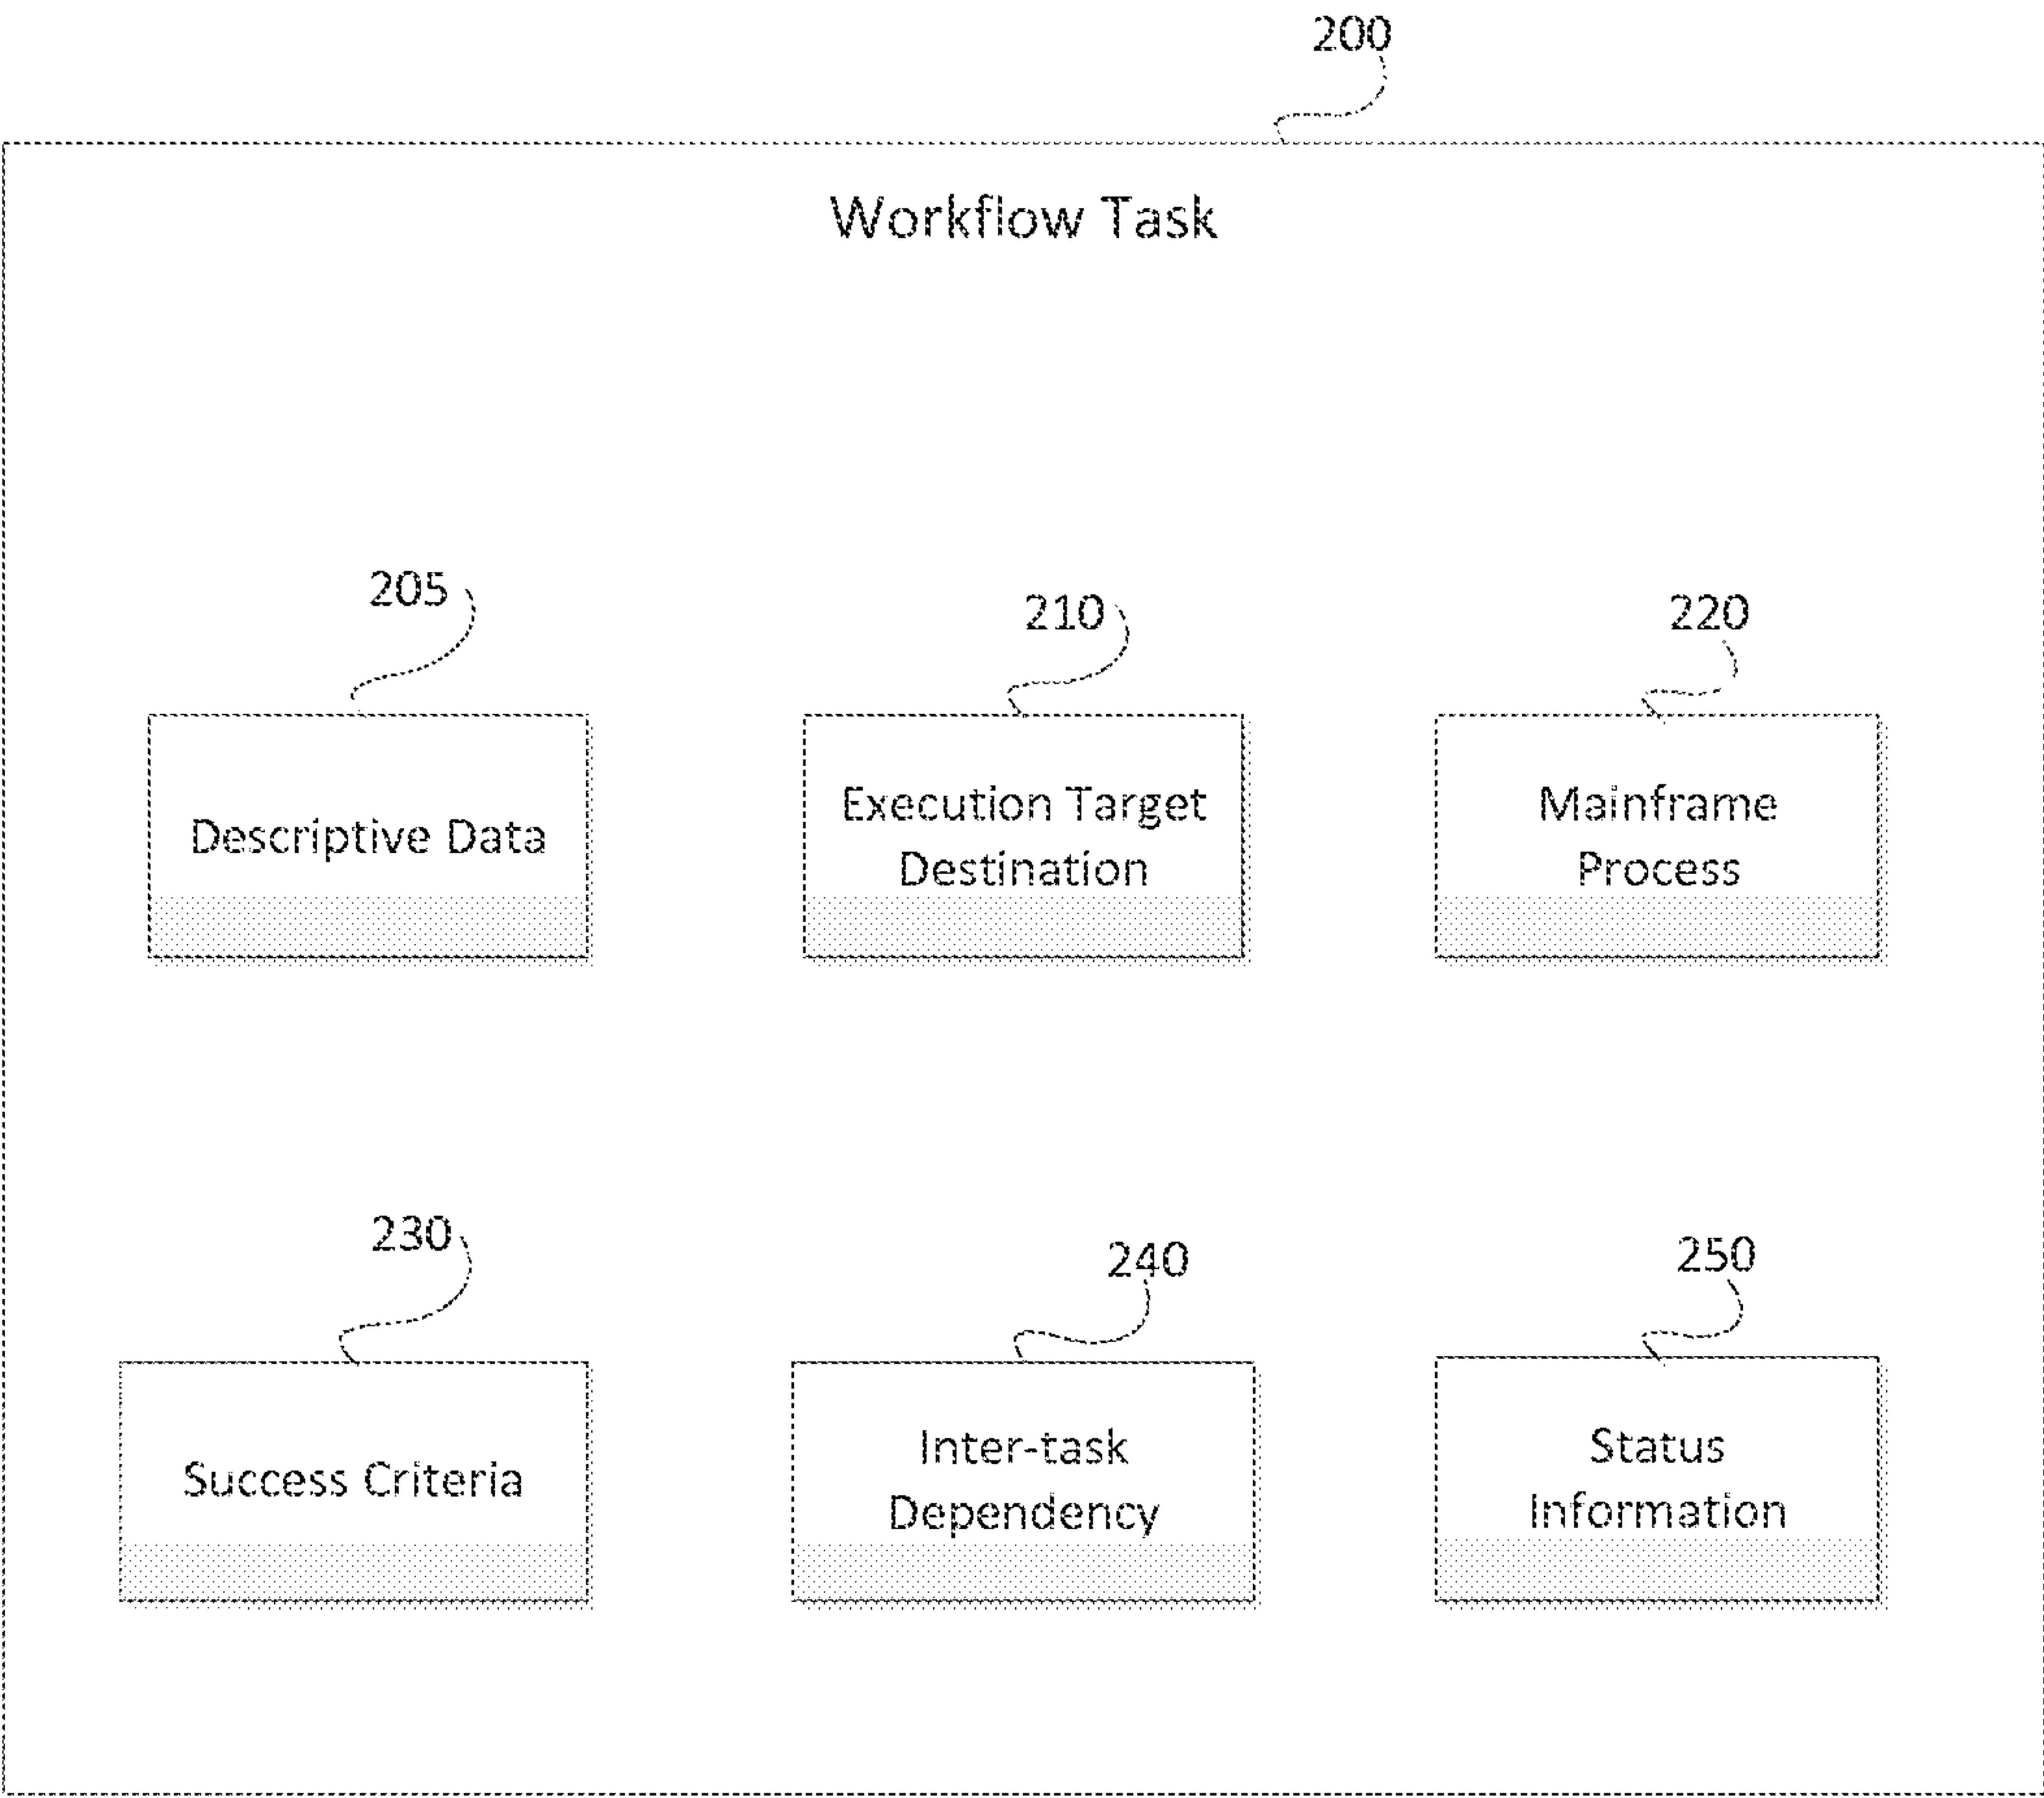 200
Workflow Task
205
210
220
Descriptive Data
Execution Target
Destination
Mainframe
Process
230
240
250
Success Criteria
Inter-task
Dependency
Status
Information